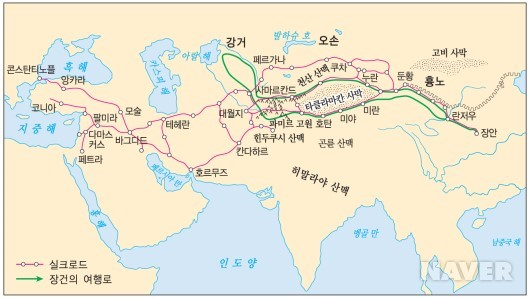 강거
발하슈 호
오손
고비 사막
흑 해
아랄 해
콘스탄티노플
페르가나
톈산 산맥
쿠차
누란
둔황
흉노
앙카라
카스피 해
사마르칸트
타클라마칸 사막
코니아
모술
대월지
란저우
팔미라
테헤란
파미르 고원
호탄
미야
미란
장안
지중해
다마스
커스
바그다드
힌두쿠시 산맥
곤륜 산맥
칸다하르
페트라
페르시아 만
호르무즈
히말라야 산맥
홍 해
벵골 만
인 도 양
남중국 해
실크로드
장건의 여행로
NAVER